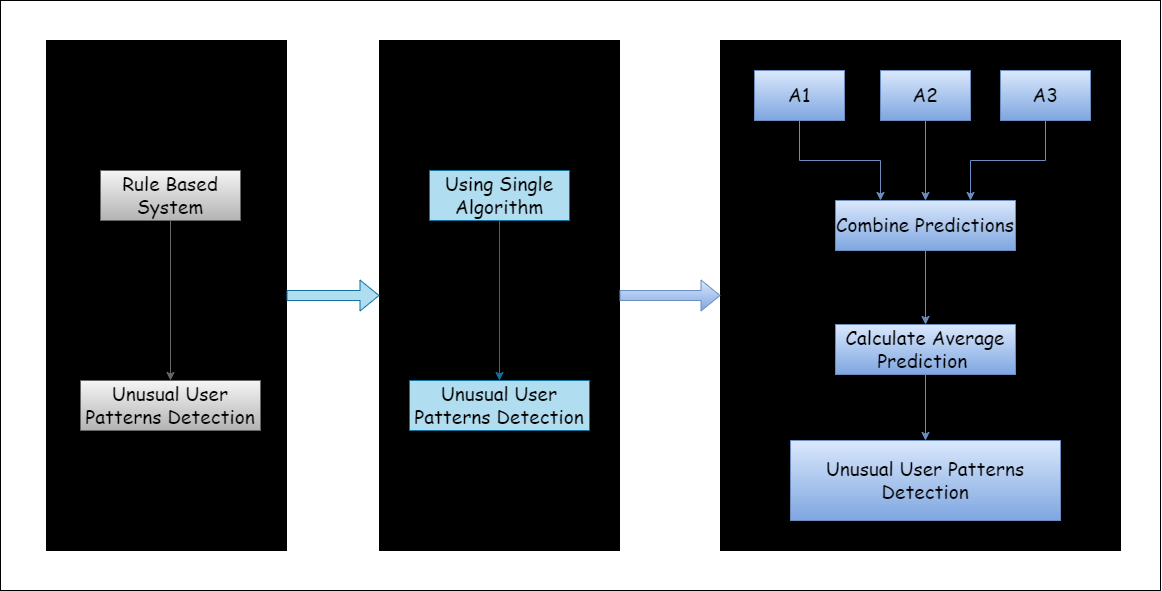 Rule Based
System
Unusual User
Patterns Detection
Using Single
Algorithm
Unusual User
Patterns Detection
A1
A2
A3
Combine Predictions
Calculate Average
Prediction
Unusual User Patterns
Detection